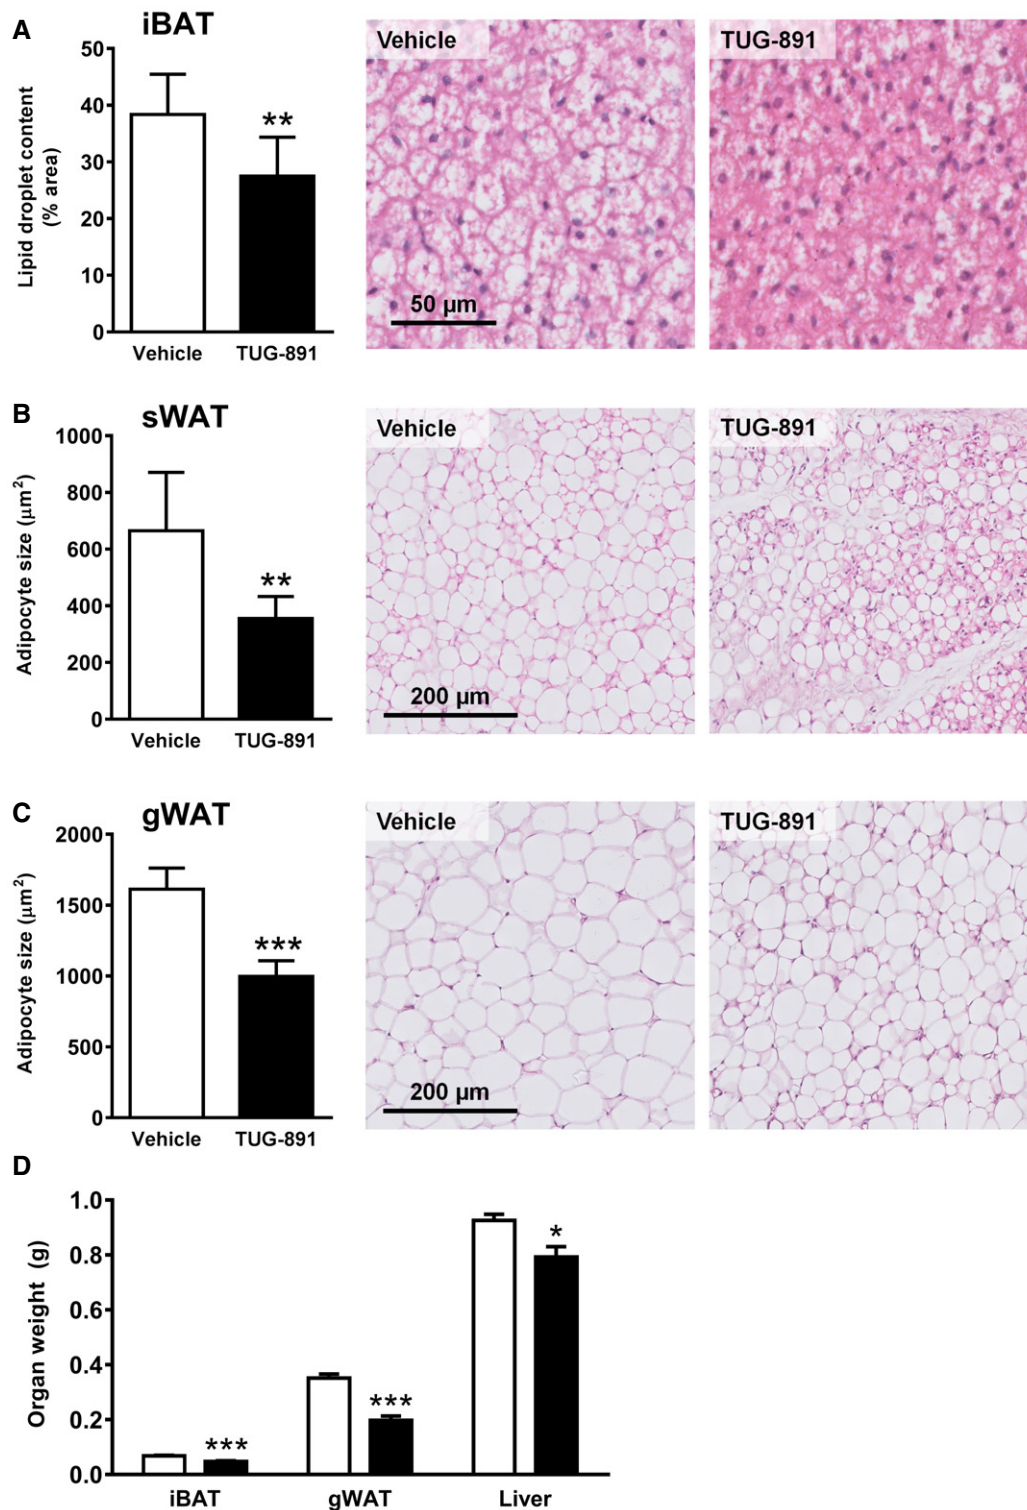 A
iBAT
Lipid droplet content
(% area)
50
40
30
20
10
0
**
Vehicle
TUG-891
Vehicle
50 µm
TUG-891
B
sWAT
Adipocyte size (µm²)
1000
800
600
400
200
0
**
Vehicle
TUG-891
Vehicle
200 µm
TUG-891
C
gWAT
Adipocyte size (µm²)
2000
1500
1000
500
0
***
Vehicle
TUG-891
Vehicle
200 µm
TUG-891
D
Organ weight (g)
1.0
0.8
0.6
0.4
0.2
0.0
***
***
*
iBAT
gWAT
Liver